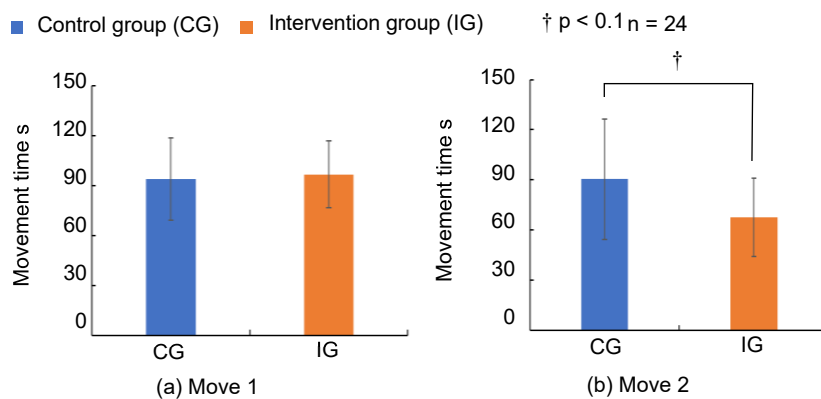 Control group (CG) Intervention group (IG) † p < 0.1 n = 24
Movement time s
150
120
90
60
30
0
CG IG
(a) Move 1
Movement time s
150
120
90
60
30
0
†
CG IG
(b) Move 2